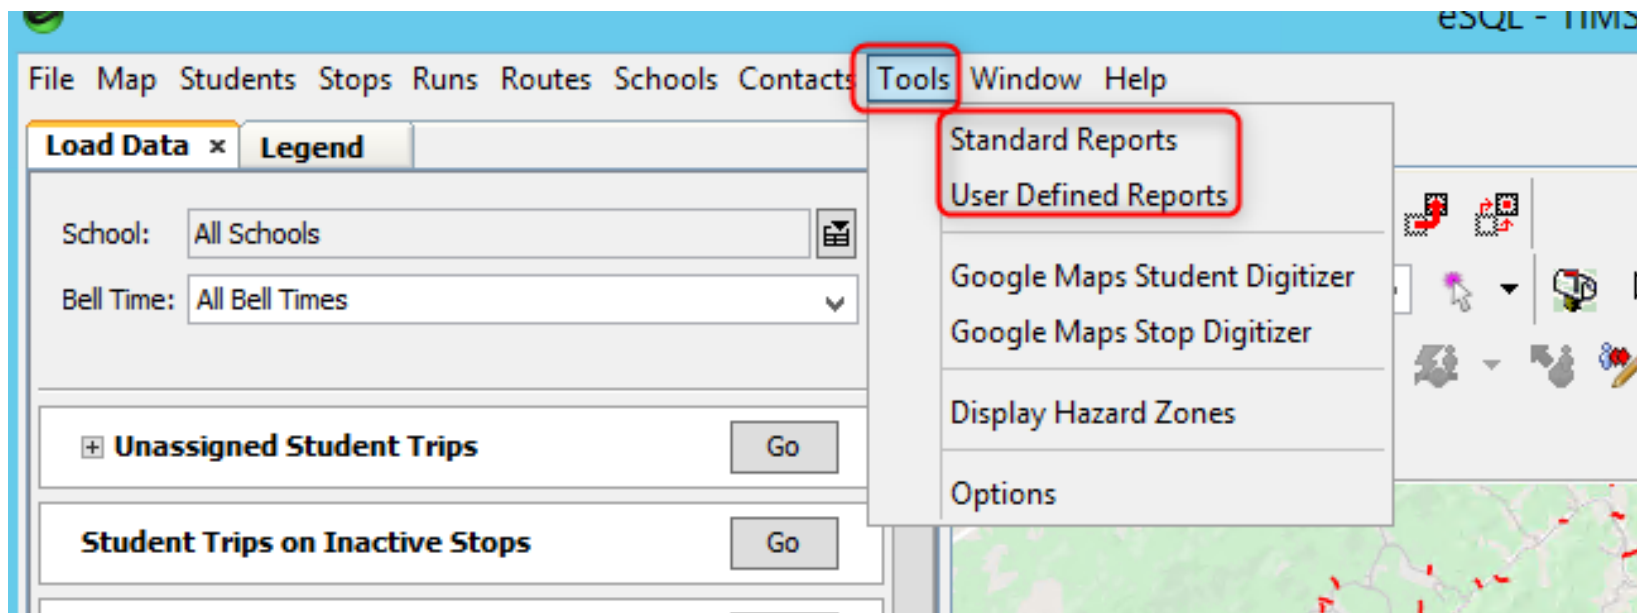 eSQL - TIMS
File Map Students Stops Runs Routes Schools Contacts Tools Window Help
Load Data × Legend
Standard Reports
User Defined Reports
School: All Schools
Google Maps Student Digitizer
Bell Time: All Bell Times
Google Maps Stop Digitizer
Display Hazard Zones
Unassigned Student Trips Go
Options
Student Trips on Inactive Stops Go